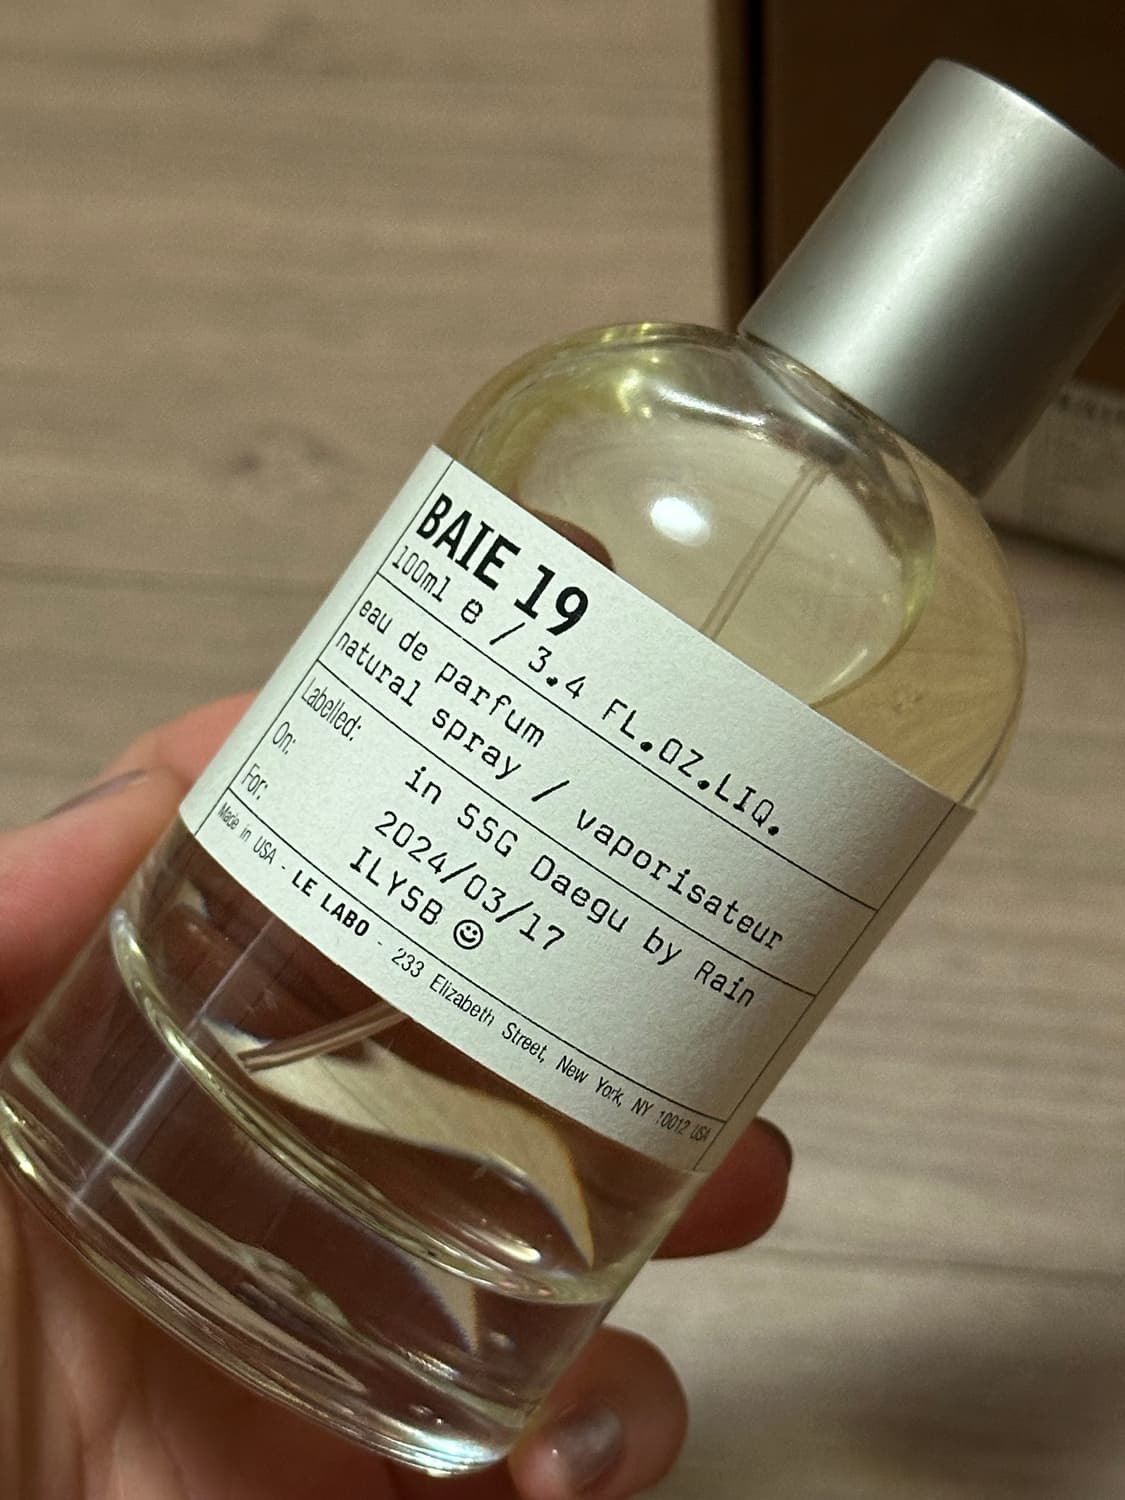 BAIE 19
100ml e / 3.4 FL.OZ.LIQ.
eau de parfum
natural spray / vaporisateur
Labelled: in SSG Daegu by Rain
On: 2024/03/17
For: ILYSB ☺
Made in USA - LE LABO - 233 Elizabeth Street, New York, NY 10012 USA